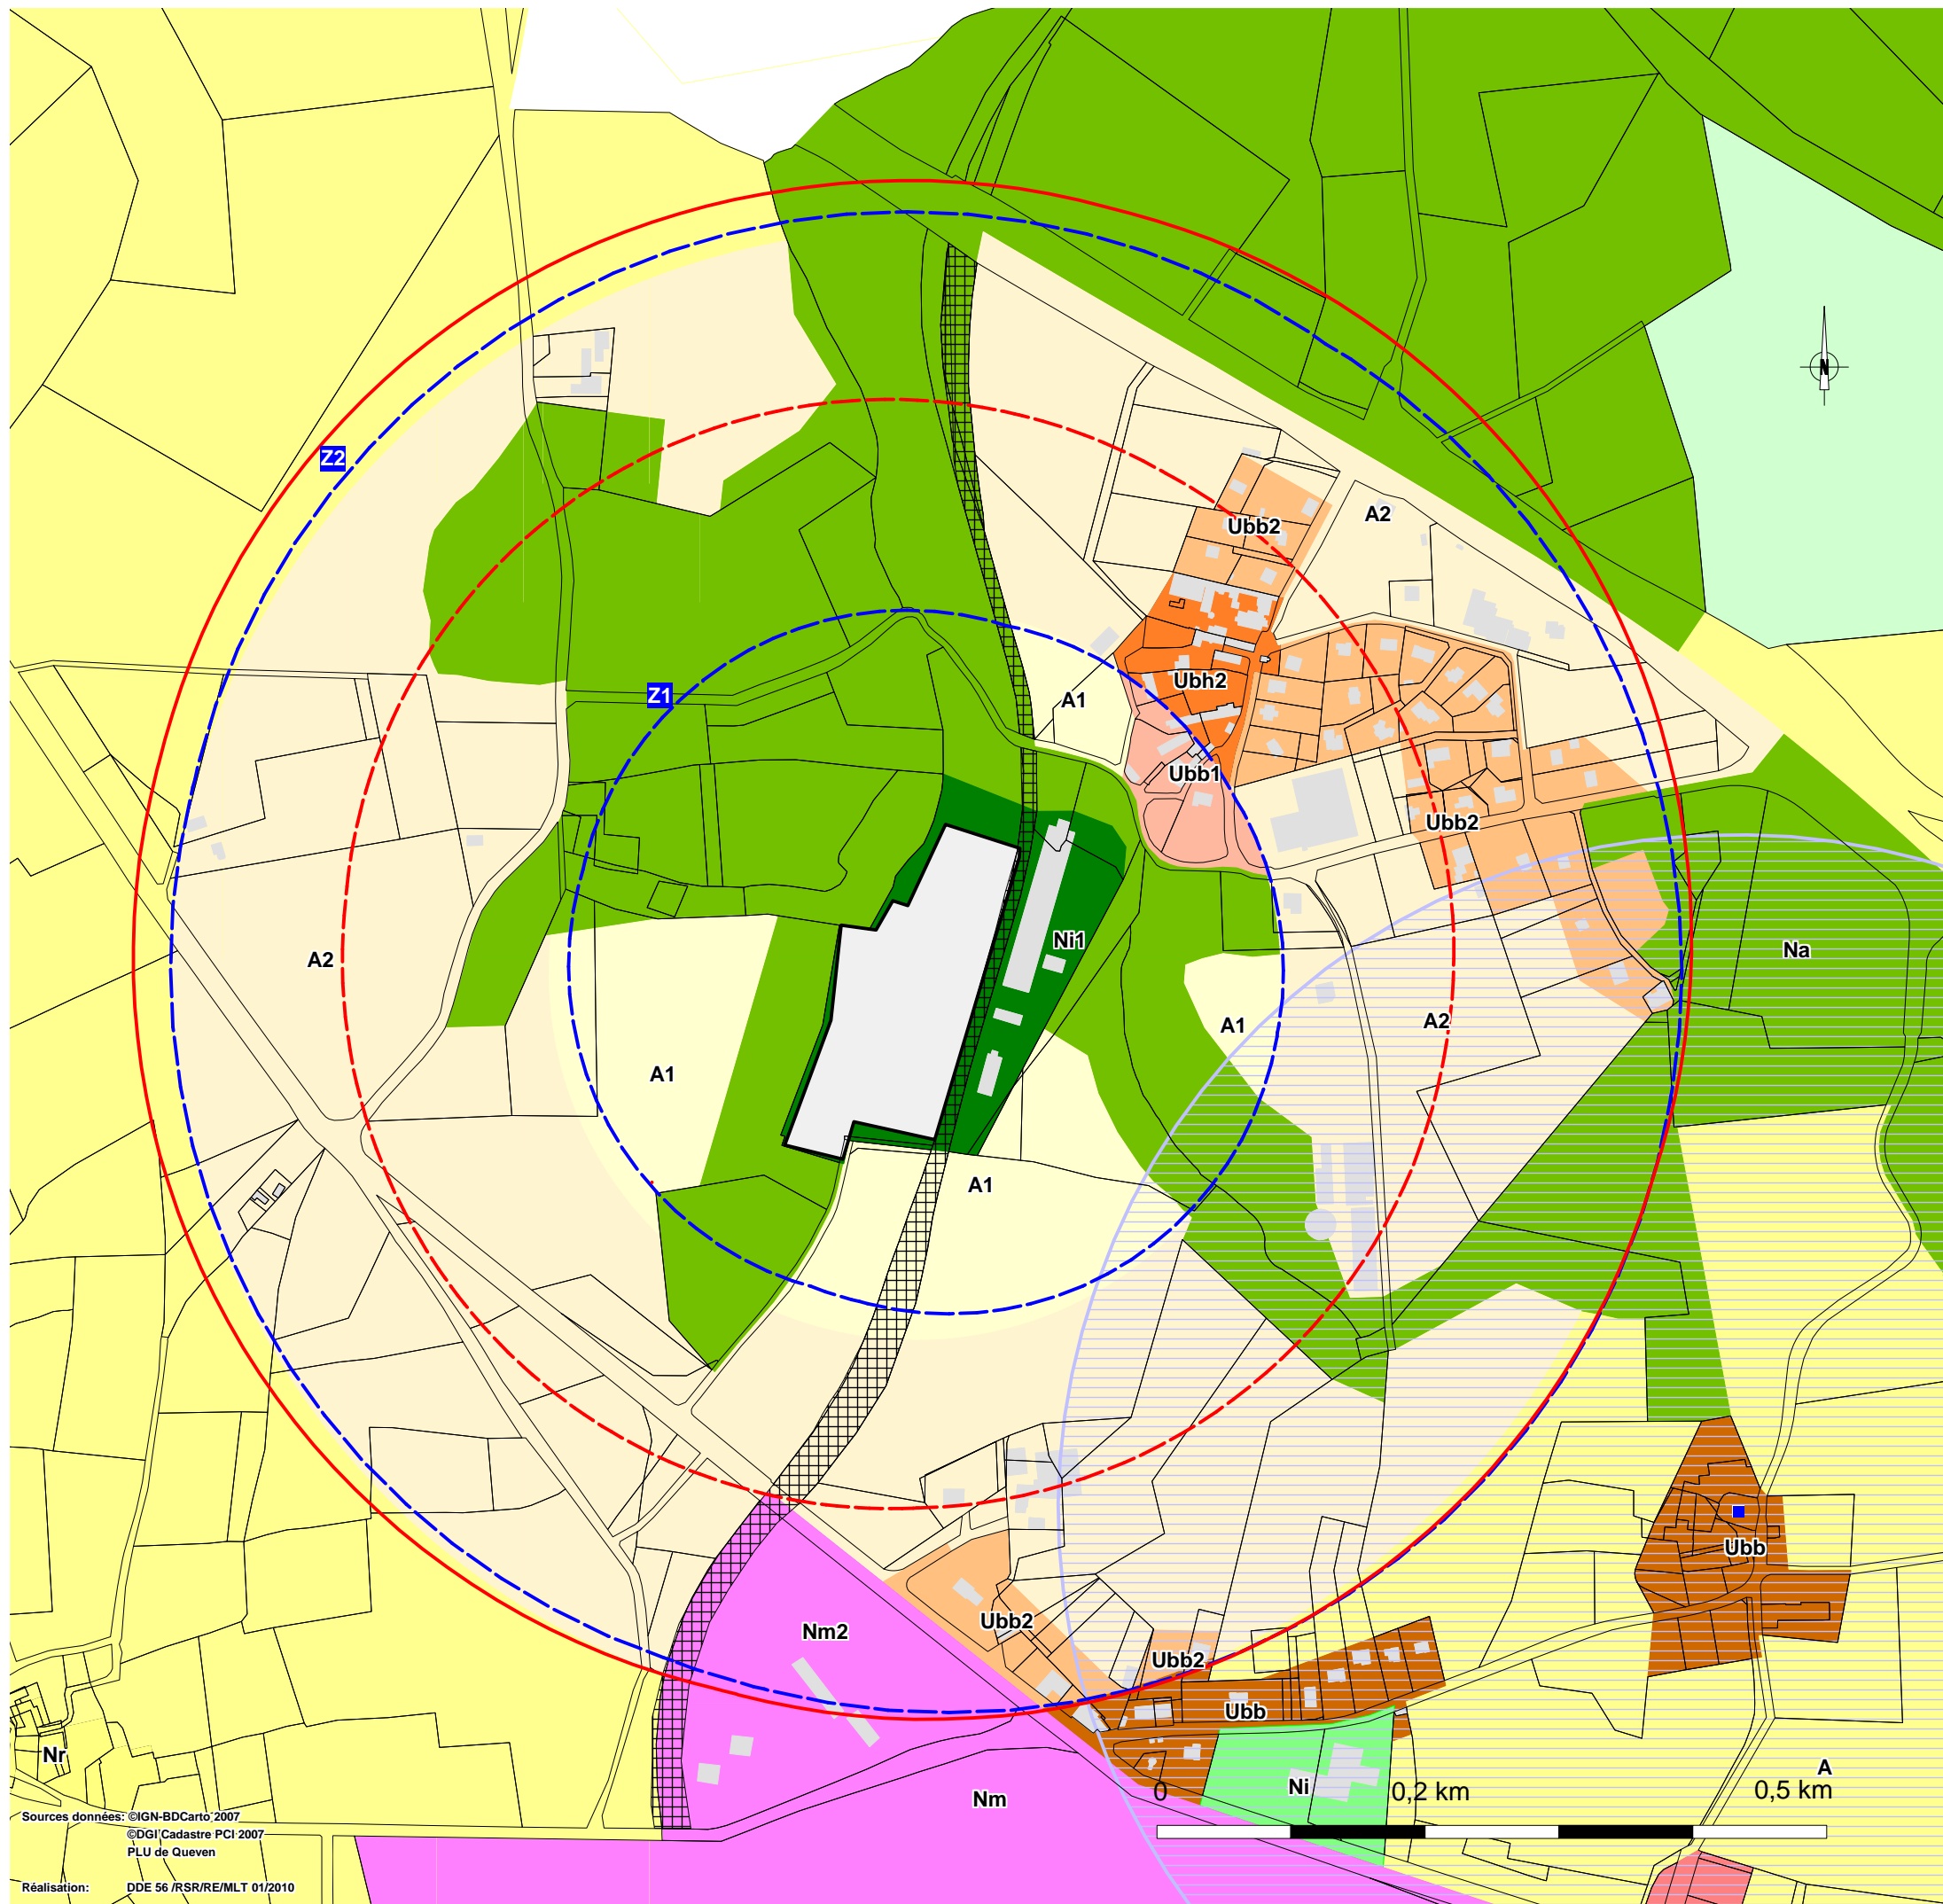 N
Z2
Ubb2
A2
Z1
A1
Ubh2
Ubb1
Ubb2
Ni1
Na
A2
A1
A2
A1
A1
Ubb
Ubb2
Nm2
Ubb2
Ubb
Nr
Nm
Ni
A
0
0,2 km
0,5 km
Sources données: ©IGN-BDCarto 2007
©DGI Cadastre PCI 2007
PLU de Queven
Réalisation: DDE 56 /RSR/RE/MLT 01/2010